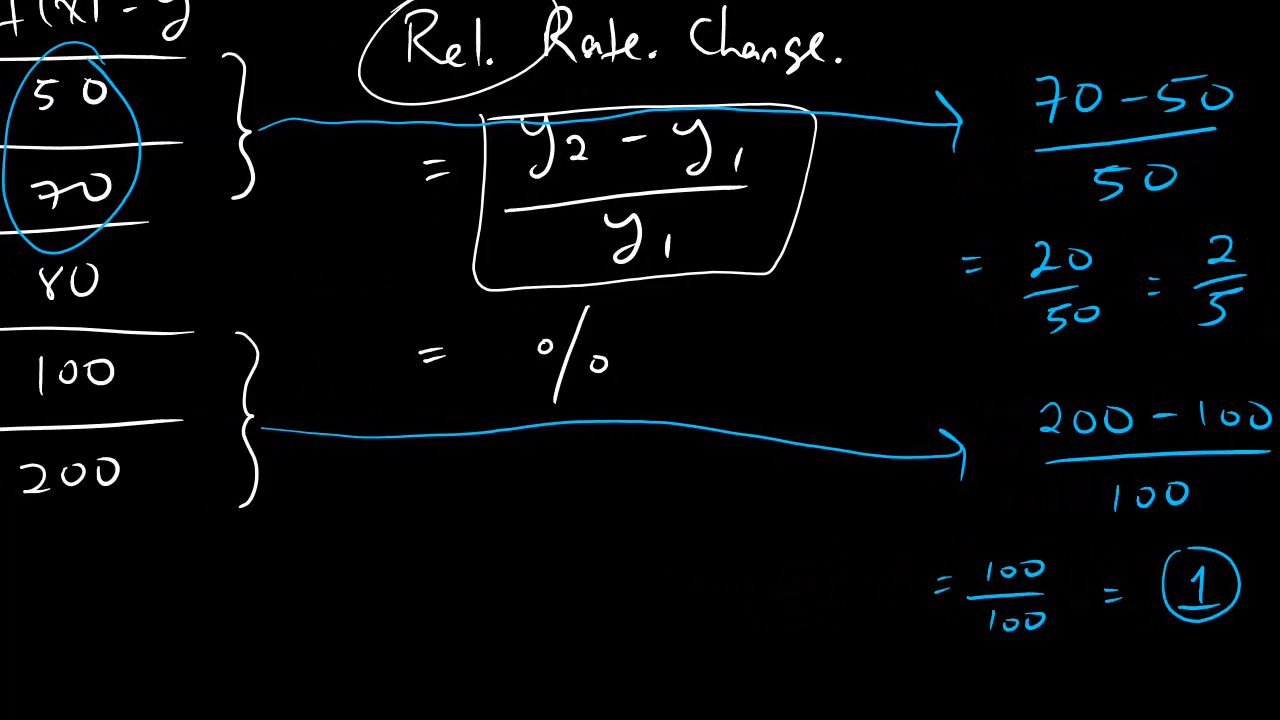 f(x) = y
50
70
80
100
200
Rel. Rate. Change.
= y2 - y1
y1
= %
70 - 50
50
= 20/50 = 2/5
200 - 100
100
= 100/100 = 1